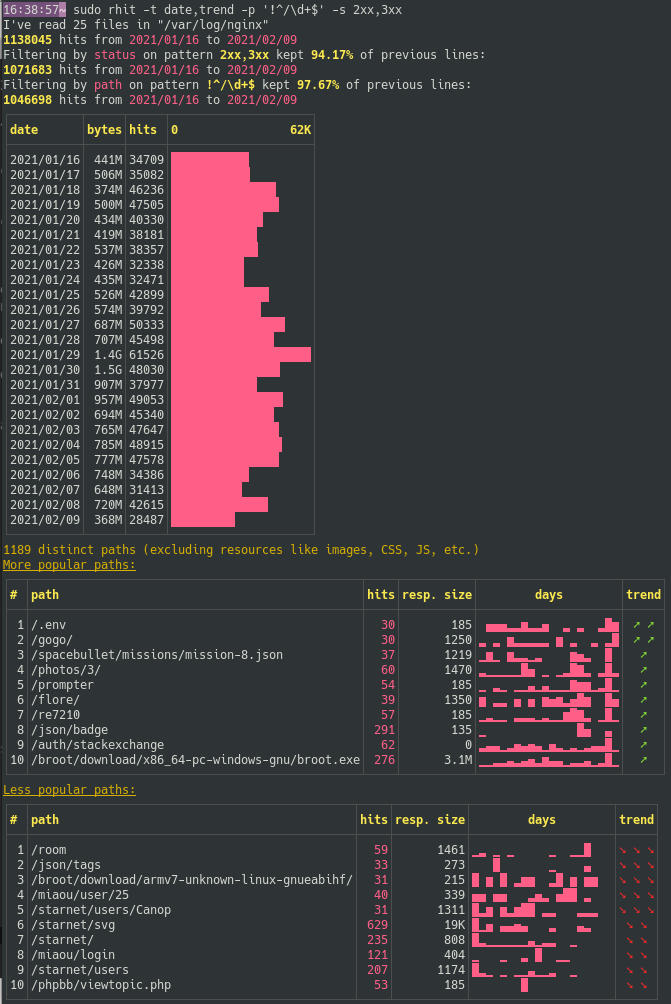 16:38:57~ sudo rhit -t date,trend -p '!^/\d+$' -s 2xx,3xx
I've read 25 files in "/var/log/nginx"
1138045 hits from 2021/01/16 to 2021/02/09
Filtering by status on pattern 2xx,3xx kept 94.17% of previous lines:
1071683 hits from 2021/01/16 to 2021/02/09
Filtering by path on pattern !^/\d+$ kept 97.67% of previous lines:
1046698 hits from 2021/01/16 to 2021/02/09
date bytes hits 0 62K
2021/01/16 441M 34709
2021/01/17 506M 35082
2021/01/18 374M 46236
2021/01/19 500M 47505
2021/01/20 434M 40330
2021/01/21 419M 38181
2021/01/22 537M 38357
2021/01/23 426M 32338
2021/01/24 435M 32471
2021/01/25 526M 42899
2021/01/26 574M 39792
2021/01/27 687M 50333
2021/01/28 707M 45498
2021/01/29 1.4G 61526
2021/01/30 1.5G 48030
2021/01/31 907M 37977
2021/02/01 957M 49053
2021/02/02 694M 45340
2021/02/03 765M 47647
2021/02/04 785M 48915
2021/02/05 777M 47578
2021/02/06 748M 34386
2021/02/07 648M 31413
2021/02/08 720M 42615
2021/02/09 368M 28487
1189 distinct paths (excluding resources like images, CSS, JS, etc.)
More popular paths:
# path hits resp. size days trend
1 /.env 30 185 ➚ ➚
2 /gogo/ 30 1250 ➚ ➚
3 /spacebullet/missions/mission-8.json 37 1219 ➚
4 /photos/3/ 60 1470 ➚
5 /prompter 54 185 ➚
6 /flore/ 39 1350 ➚
7 /re7210 57 185 ➚
8 /json/badge 291 135 ➚
9 /auth/stackexchange 62 0 ➚
10 /broot/download/x86_64-pc-windows-gnu/broot.exe 276 3.1M ➚
Less popular paths:
# path hits resp. size days trend
1 /room 59 1461 ➘ ➘ ➘
2 /json/tags 33 273 ➘ ➘ ➘
3 /broot/download/armv7-unknown-linux-gnueabihf/ 31 215 ➘ ➘ ➘
4 /miaou/user/25 40 339 ➘ ➘ ➘
5 /starnet/users/Canop 31 1311 ➘ ➘ ➘
6 /starnet/svg 629 19K ➘ ➘
7 /starnet/ 235 808 ➘ ➘
8 /miaou/login 121 404 ➘ ➘
9 /starnet/users 207 1174 ➘ ➘
10 /phpbb/viewtopic.php 53 185 ➘ ➘